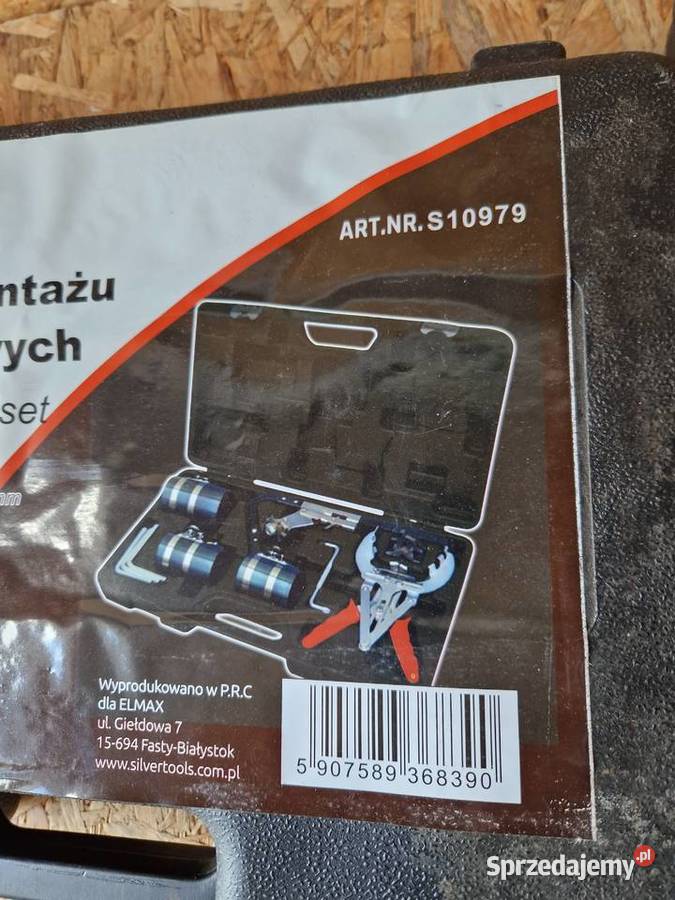 ART.NR. S10979
ntażu
ych
set
mm
Wyprodukowano w P.R.C
dla ELMAX
ul. Giełdowa 7
15-694 Fasty-Białystok
www.silvertools.com.pl
5 907589 368390
Sprzedajemy.pl